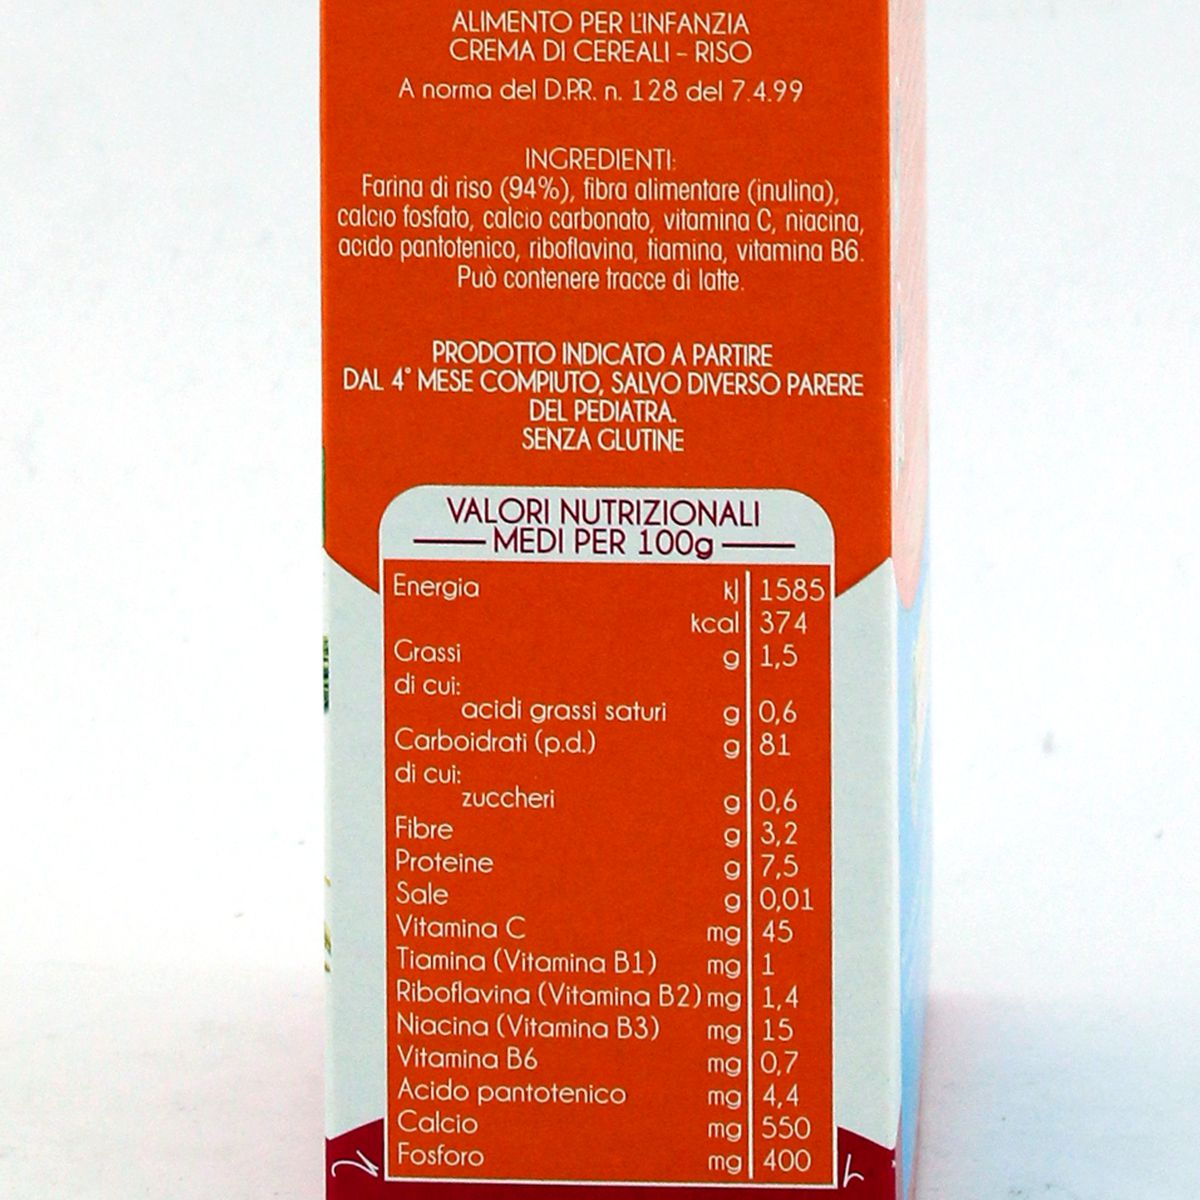 ALIMENTO PER L'INFANZIA
CREMA DI CEREALI - RISO
A norma del D.P.R. n. 128 del 7.4.99
INGREDIENTI:
Farina di riso (94%), fibra alimentare (inulina),
calcio fosfato, calcio carbonato, vitamina C, niacina,
acido pantotenico, riboflavina, tiamina, vitamina B6.
Può contenere tracce di latte.
PRODOTTO INDICATO A PARTIRE
DAL 4° MESE COMPIUTO, SALVO DIVERSO PARERE
DEL PEDIATRA.
SENZA GLUTINE
VALORI NUTRIZIONALI
MEDI PER 100g
Energia kJ 1585
kcal 374
Grassi g 1,5
di cui:
acidi grassi saturi g 0,6
Carboidrati (p.d.) g 81
di cui:
zuccheri g 0,6
Fibre g 3,2
Proteine g 7,5
Sale g 0,01
Vitamina C mg 45
Tiamina (Vitamina B1) mg 1
Riboflavina (Vitamina B2) mg 1,4
Niacina (Vitamina B3) mg 15
Vitamina B6 mg 0,7
Acido pantotenico mg 4,4
Calcio mg 550
Fosforo mg 400